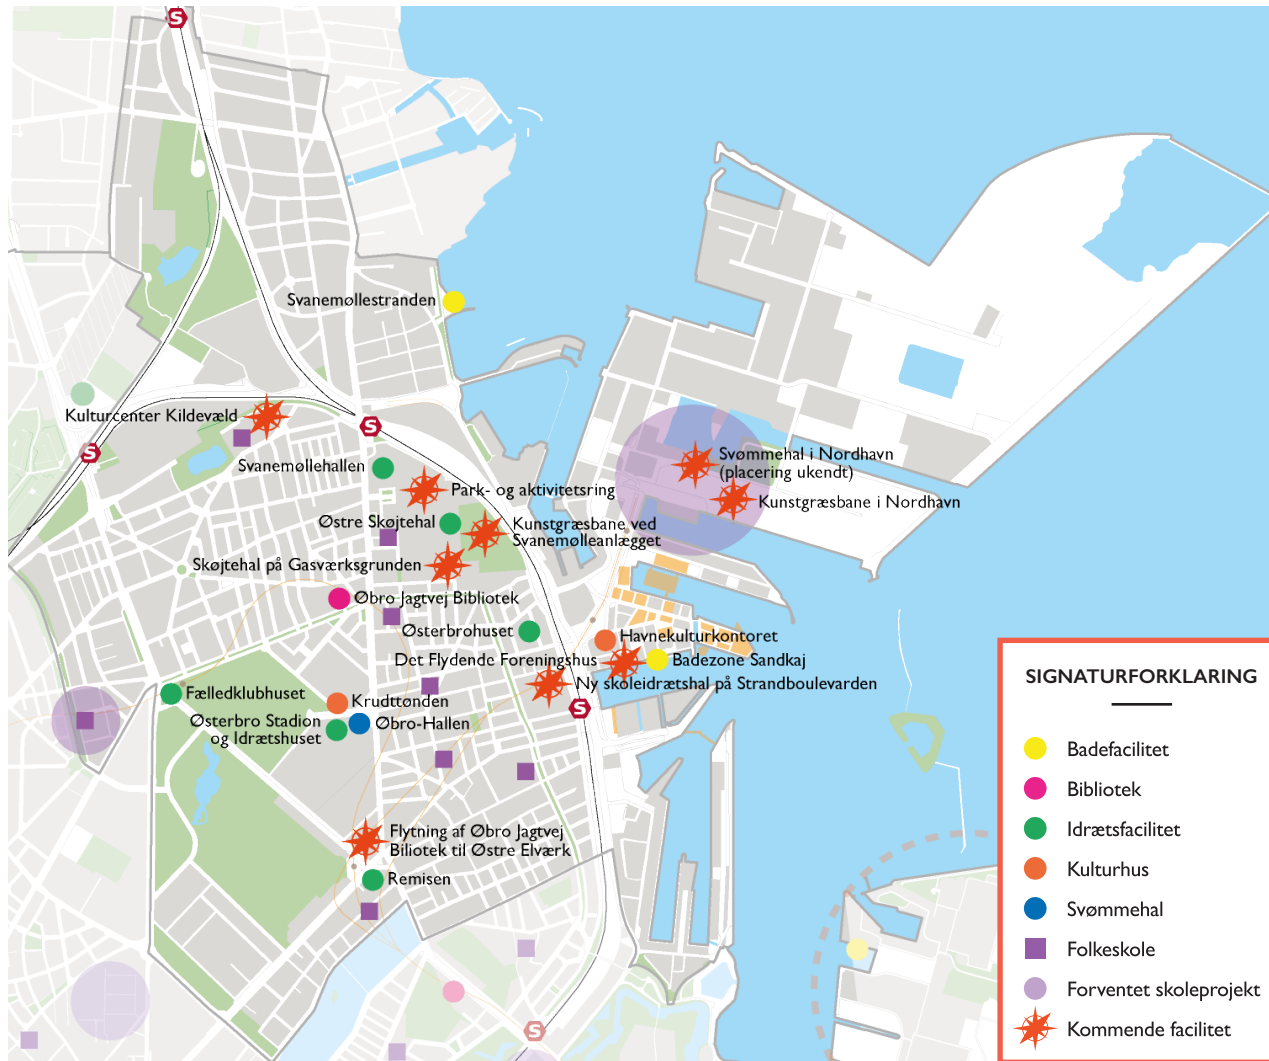 S
Svanemøllestranden
Kulturcenter Kildevæld
S
S
Svanemøllehallen
Svømmehal i Nordhavn
(placering ukendt)
Park- og aktivitetsring
Kunstgræsbane i Nordhavn
Østre Skøjtehal
Kunstgræsbane ved
Svanemølleanlægget
Skøjtehal på Gasværksgrunden
Øbro Jagtvej Bibliotek
Østerbrohuset
Havnekulturkontoret
Det Flydende Foreningshus
Badezone Sandkaj
Ny skoleidrætshal på Strandboulevarden
Fælledklubhuset
Krudttønden
S
Østerbro Stadion
og Idrætshuset
Øbro-Hallen
Flytning af Øbro Jagtvej
Biliotek til Østre Elværk
Remisen
S
SIGNATURFORKLARING
Badefacilitet
Bibliotek
Idrætsfacilitet
Kulturhus
Svømmehal
Folkeskole
Forventet skoleprojekt
Kommende facilitet